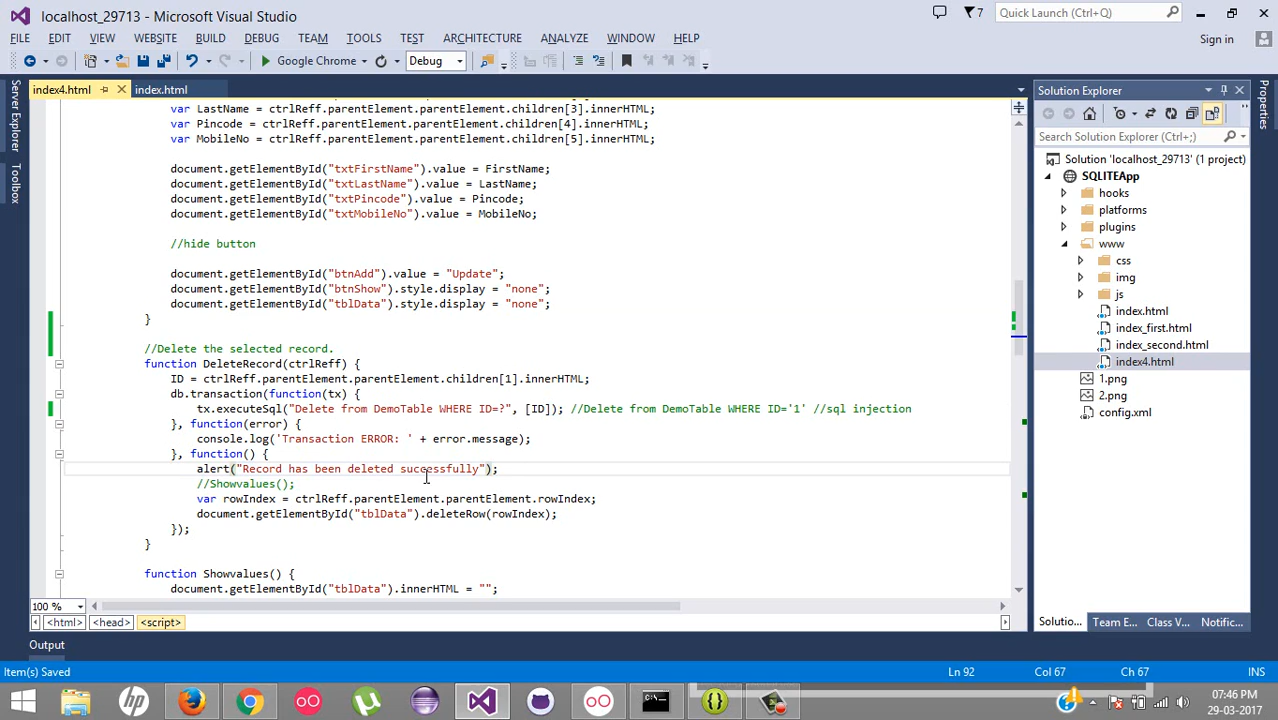 localhost_29713 - Microsoft Visual Studio
7
Quick Launch (Ctrl+Q)
FILE EDIT VIEW WEBSITE BUILD DEBUG TEAM TOOLS TEST ARCHITECTURE ANALYZE WINDOW HELP
Sign in
Google Chrome Debug
index4.html index.html
Server Explorer
Toolbox
var LastName = ctrlReff.parentElement.parentElement.children[3].innerHTML;
var Pincode = ctrlReff.parentElement.parentElement.children[4].innerHTML;
var MobileNo = ctrlReff.parentElement.parentElement.children[5].innerHTML;
document.getElementById("txtFirstName").value = FirstName;
document.getElementById("txtLastName").value = LastName;
document.getElementById("txtPincode").value = Pincode;
document.getElementById("txtMobileNo").value = MobileNo;
//hide button
document.getElementById("btnAdd").value = "Update";
document.getElementById("btnShow").style.display = "none";
document.getElementById("tblData").style.display = "none";
}
//Delete the selected record.
function DeleteRecord(ctrlReff) {
ID = ctrlReff.parentElement.parentElement.children[1].innerHTML;
db.transaction(function(tx) {
tx.executeSql("Delete from DemoTable WHERE ID=?", [ID]); //Delete from DemoTable WHERE ID='1' //sql injection
}, function(error) {
console.log('Transaction ERROR: ' + error.message);
}, function() {
alert("Record has been deleted successfully");
//Showvalues();
var rowIndex = ctrlReff.parentElement.parentElement.rowIndex;
document.getElementById("tblData").deleteRow(rowIndex);
});
}
function Showvalues() {
document.getElementById("tblData").innerHTML = "";
100 %
<html> <head> <script>
Output
Solution Explorer
Search Solution Explorer (Ctrl+;)
Solution 'localhost_29713' (1 project)
SQLITEApp
hooks
platforms
plugins
www
css
img
js
index.html
index_first.html
index_second.html
index4.html
1.png
2.png
config.xml
Solutio... Team E... Class V... Notific...
Properties
Item(s) Saved Ln 92 Col 67 Ch 67 INS
07:46 PM
29-03-2017